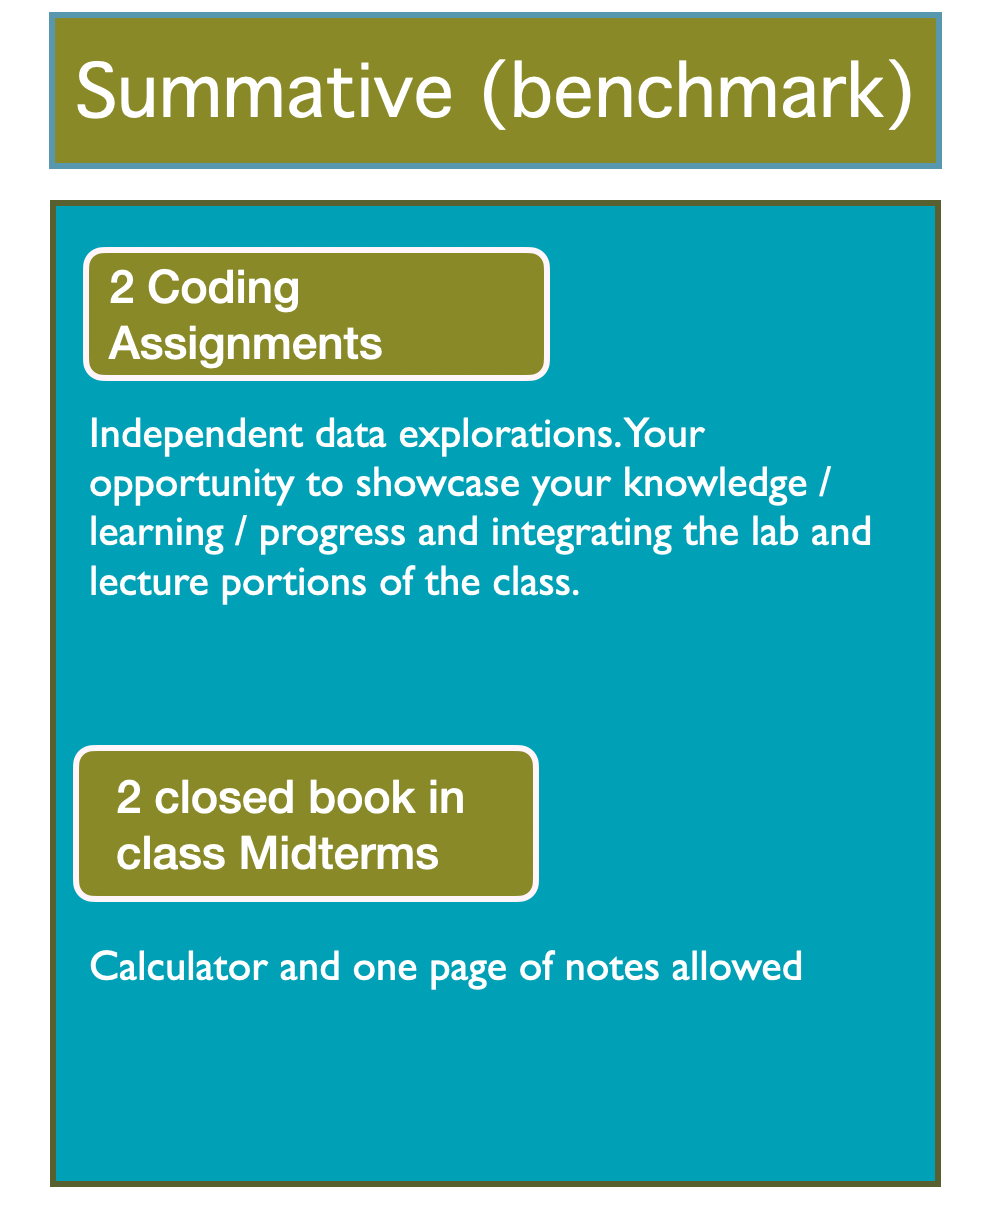 Summative (benchmark)
2 Coding
Assignments
Independent data explorations. Your
opportunity to showcase your knowledge /
learning / progress and integrating the lab and
lecture portions of the class.
2 closed book in
class Midterms
Calculator and one page of notes allowed